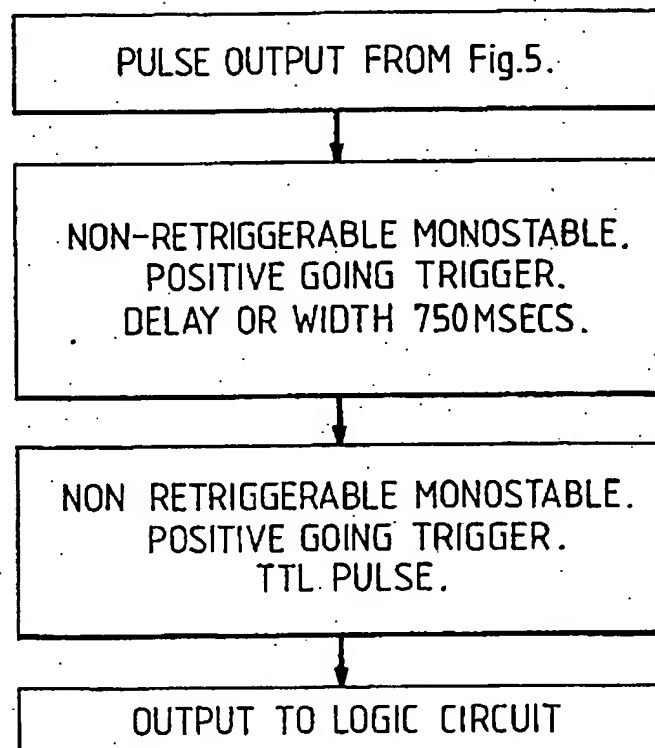 PULSE OUTPUT FROM Fig.5.
NON-RETRIGGERABLE MONOSTABLE.
POSITIVE GOING TRIGGER.
DELAY OR WIDTH 750MSECS.
NON RETRIGGERABLE MONOSTABLE.
POSITIVE GOING TRIGGER.
TTL PULSE.
OUTPUT TO LOGIC CIRCUIT